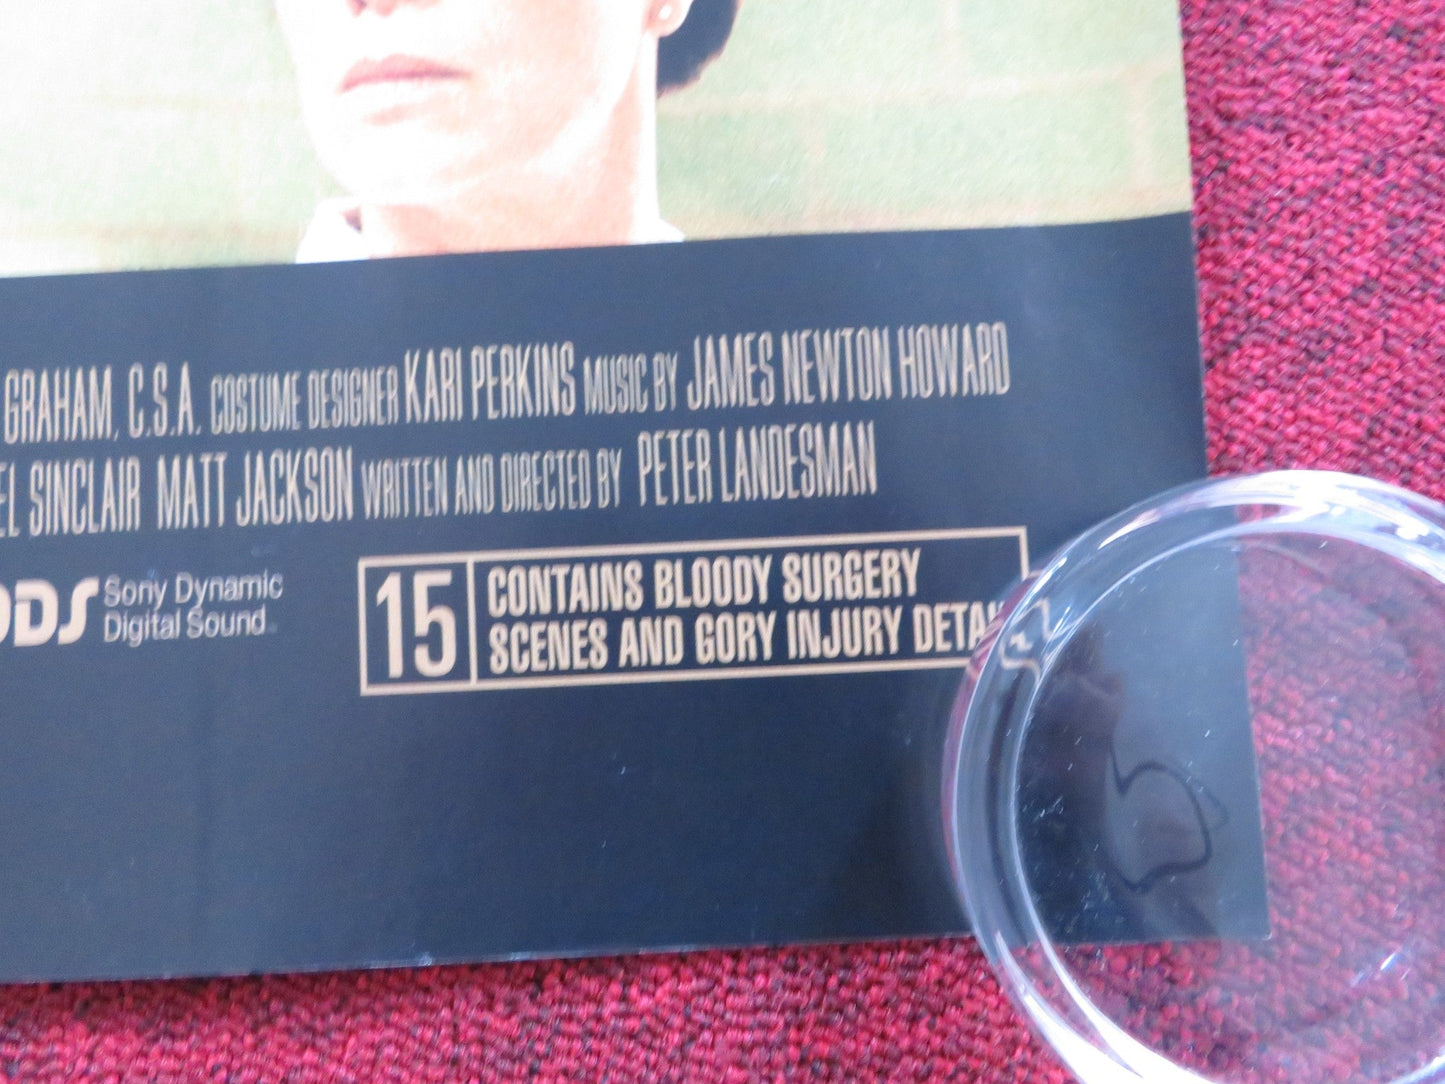 GRAHAM, C.S.A. COSTUME DESIGNER KARI PERKINS MUSIC BY JAMES NEWTON HOWARD
SINCLAIR MATT JACKSON WRITTEN AND DIRECTED BY PETER LANDESMAN
Sony Dynamic
Digital Sound
15
CONTAINS BLOODY SURGERY
SCENES AND GORY INJURY